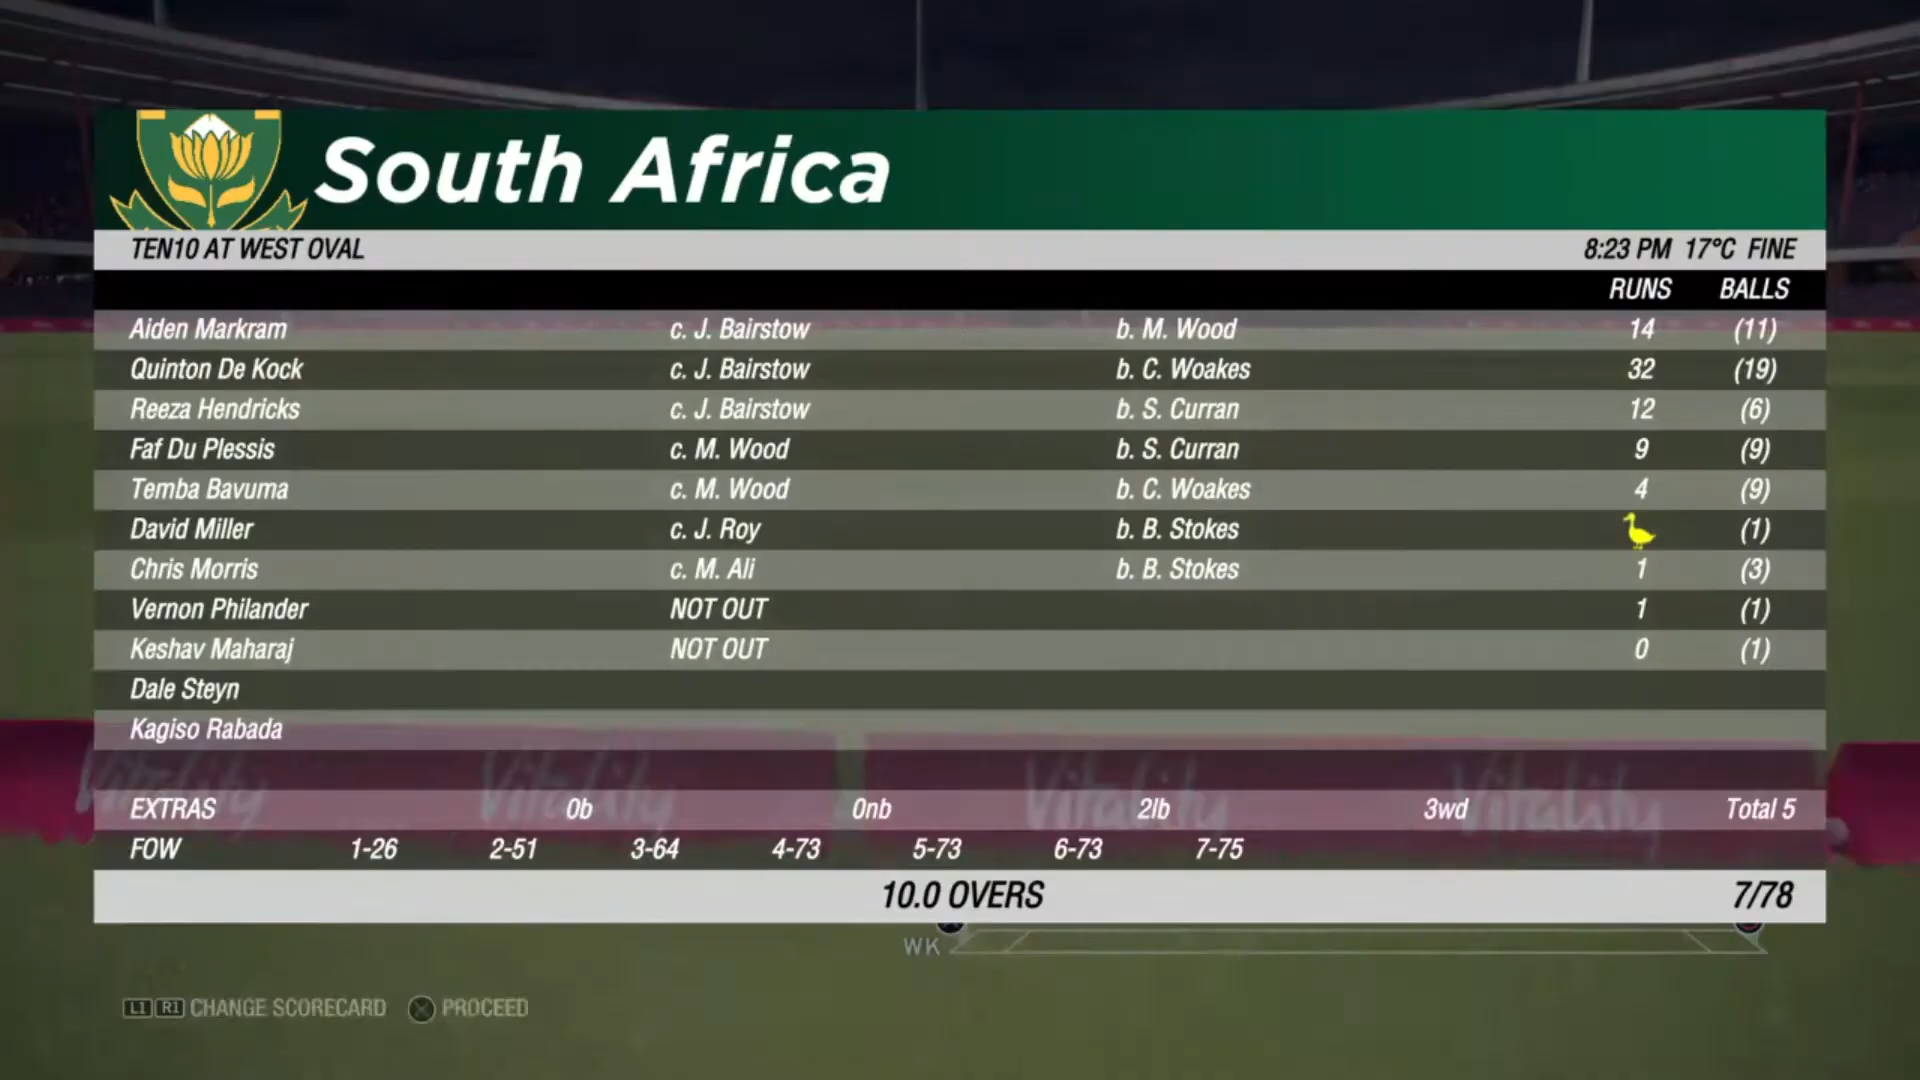 South Africa
TEN10 AT WEST OVAL 8:23 PM 17°C FINE
RUNS BALLS
Aiden Markram c. J. Bairstow b. M. Wood 14 (11)
Quinton De Kock c. J. Bairstow b. C. Woakes 32 (19)
Reeza Hendricks c. J. Bairstow b. S. Curran 12 (6)
Faf Du Plessis c. M. Wood b. S. Curran 9 (9)
Temba Bavuma c. M. Wood b. C. Woakes 4 (9)
David Miller c. J. Roy b. B. Stokes (1)
Chris Morris c. M. Ali b. B. Stokes 1 (3)
Vernon Philander NOT OUT 1 (1)
Keshav Maharaj NOT OUT 0 (1)
Dale Steyn
Kagiso Rabada
Vitality Vitality Vitality Vitality
EXTRAS 0b 0nb 2lb 3wd Total 5
FOW 1-26 2-51 3-64 4-73 5-73 6-73 7-75
10.0 OVERS 7/78
WK
L1 R1 CHANGE SCORECARD PROCEED